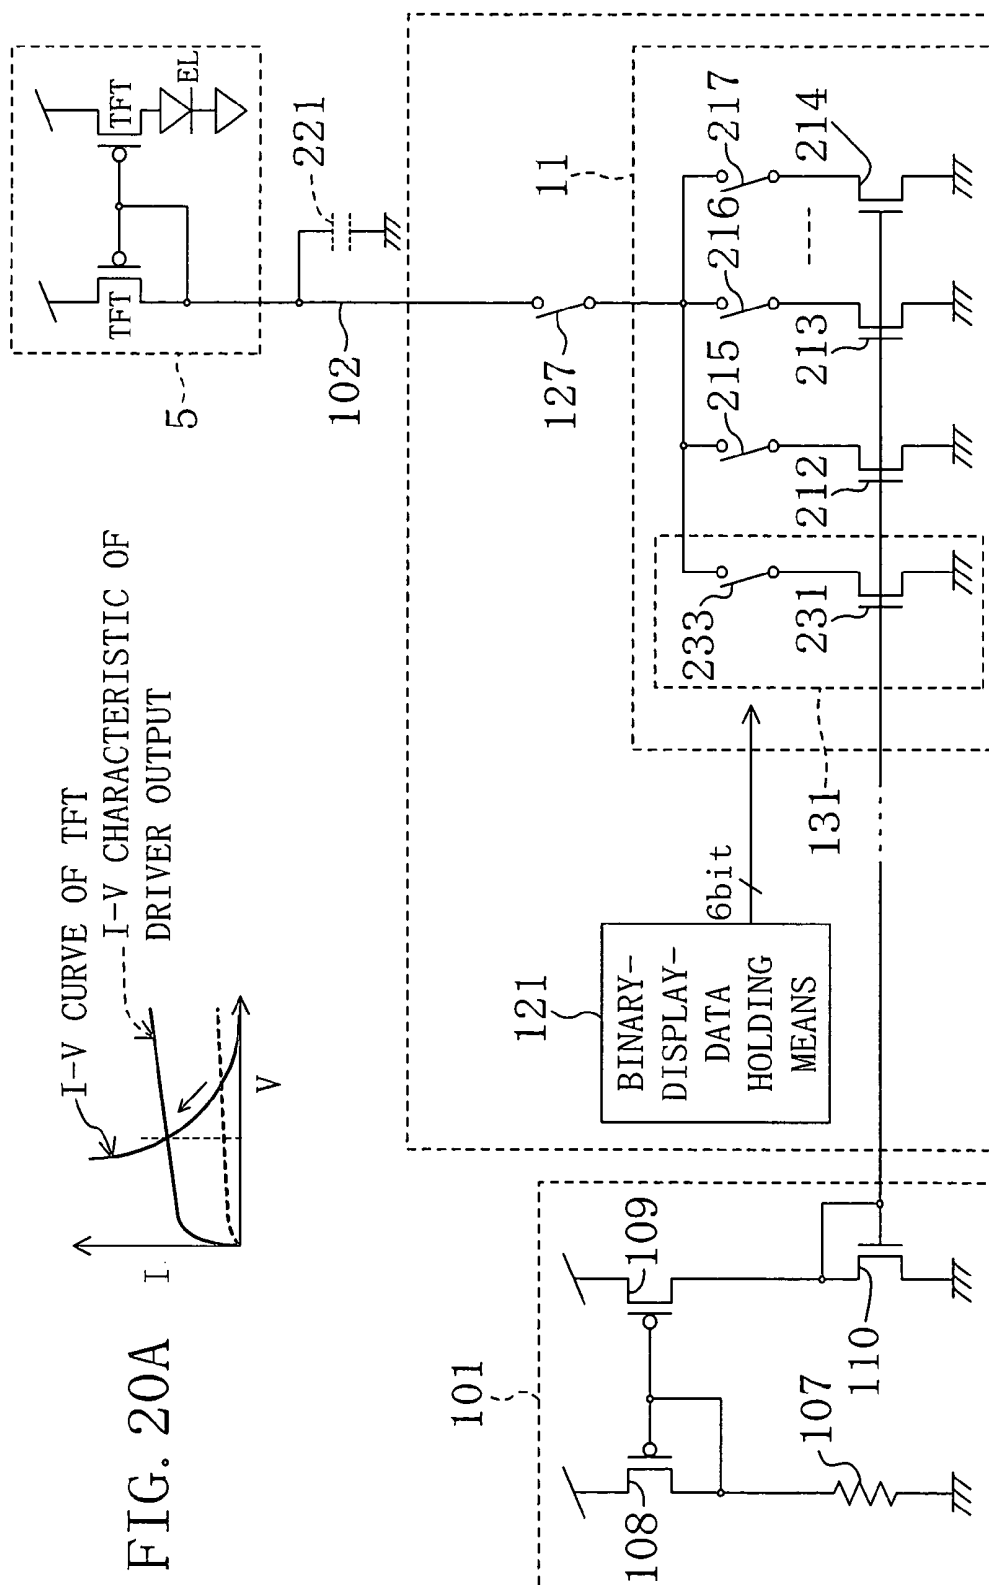 FIG. 20A
I
V
I-V CURVE OF TFT
I-V CHARACTERISTIC OF
DRIVER OUTPUT
5
TFT
TFT
EL
221
102
101
108
109
107
110
121
BINARY-
DISPLAY-
DATA
HOLDING
MEANS
6bit
131
11
127
233
215
216
217
231
212
213
214